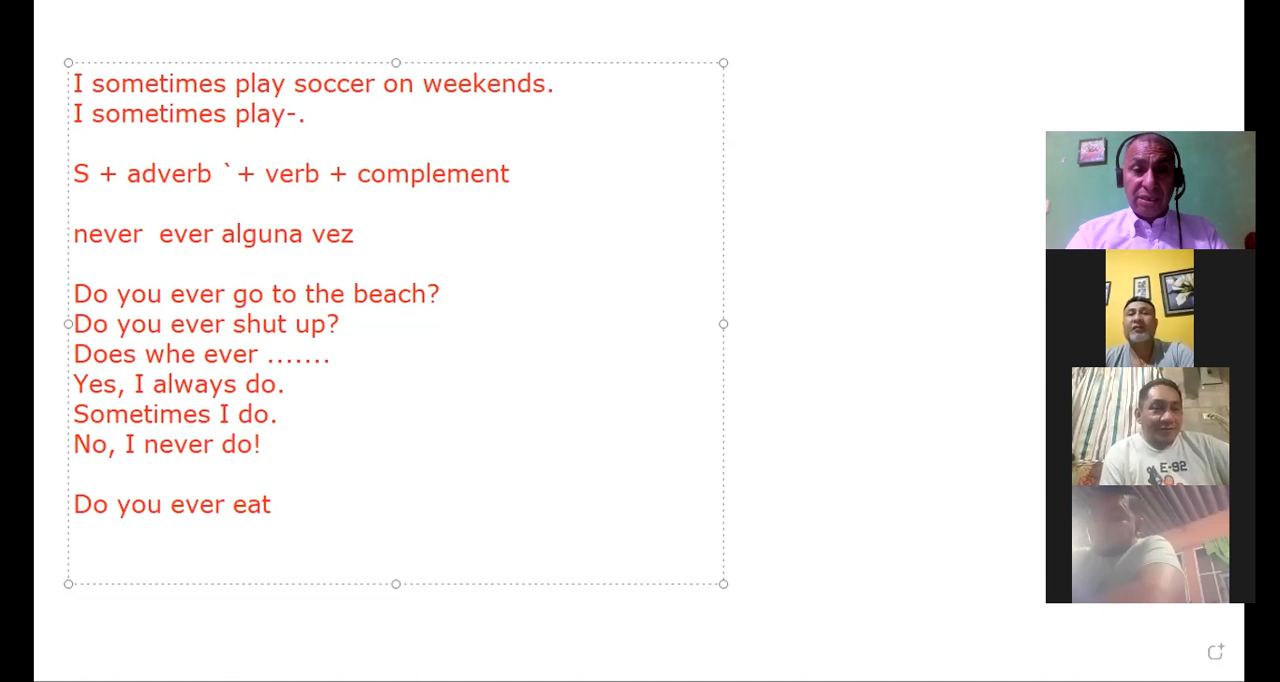 I sometimes play soccer on weekends.
I sometimes play-.
S + adverb `+ verb + complement
never  ever alguna vez
Do you ever go to the beach?
Do you ever shut up?
Does whe ever .......
Yes, I always do.
Sometimes I do.
No, I never do!
Do you ever eat
E-92